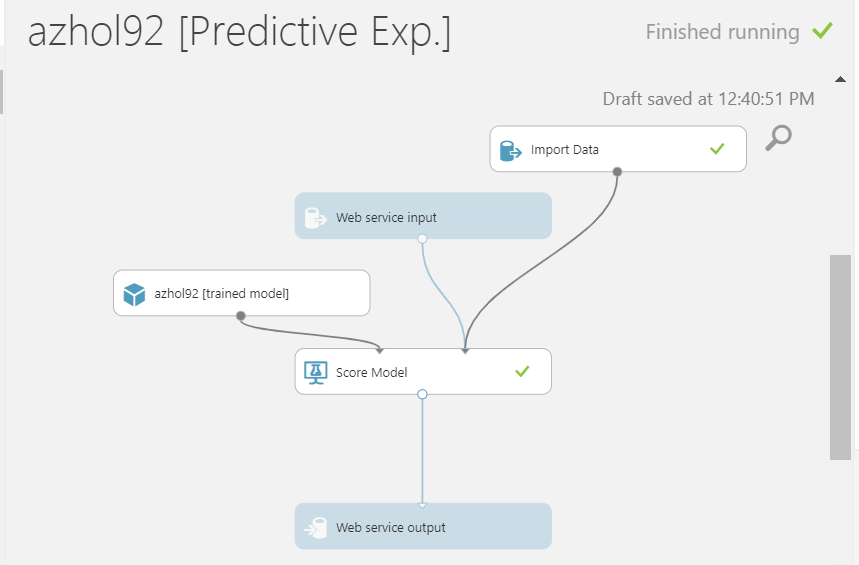 azhol92 [Predictive Exp.]
Finished running
Draft saved at 12:40:51 PM
Import Data
Web service input
azhol92 [trained model]
Score Model
Web service output